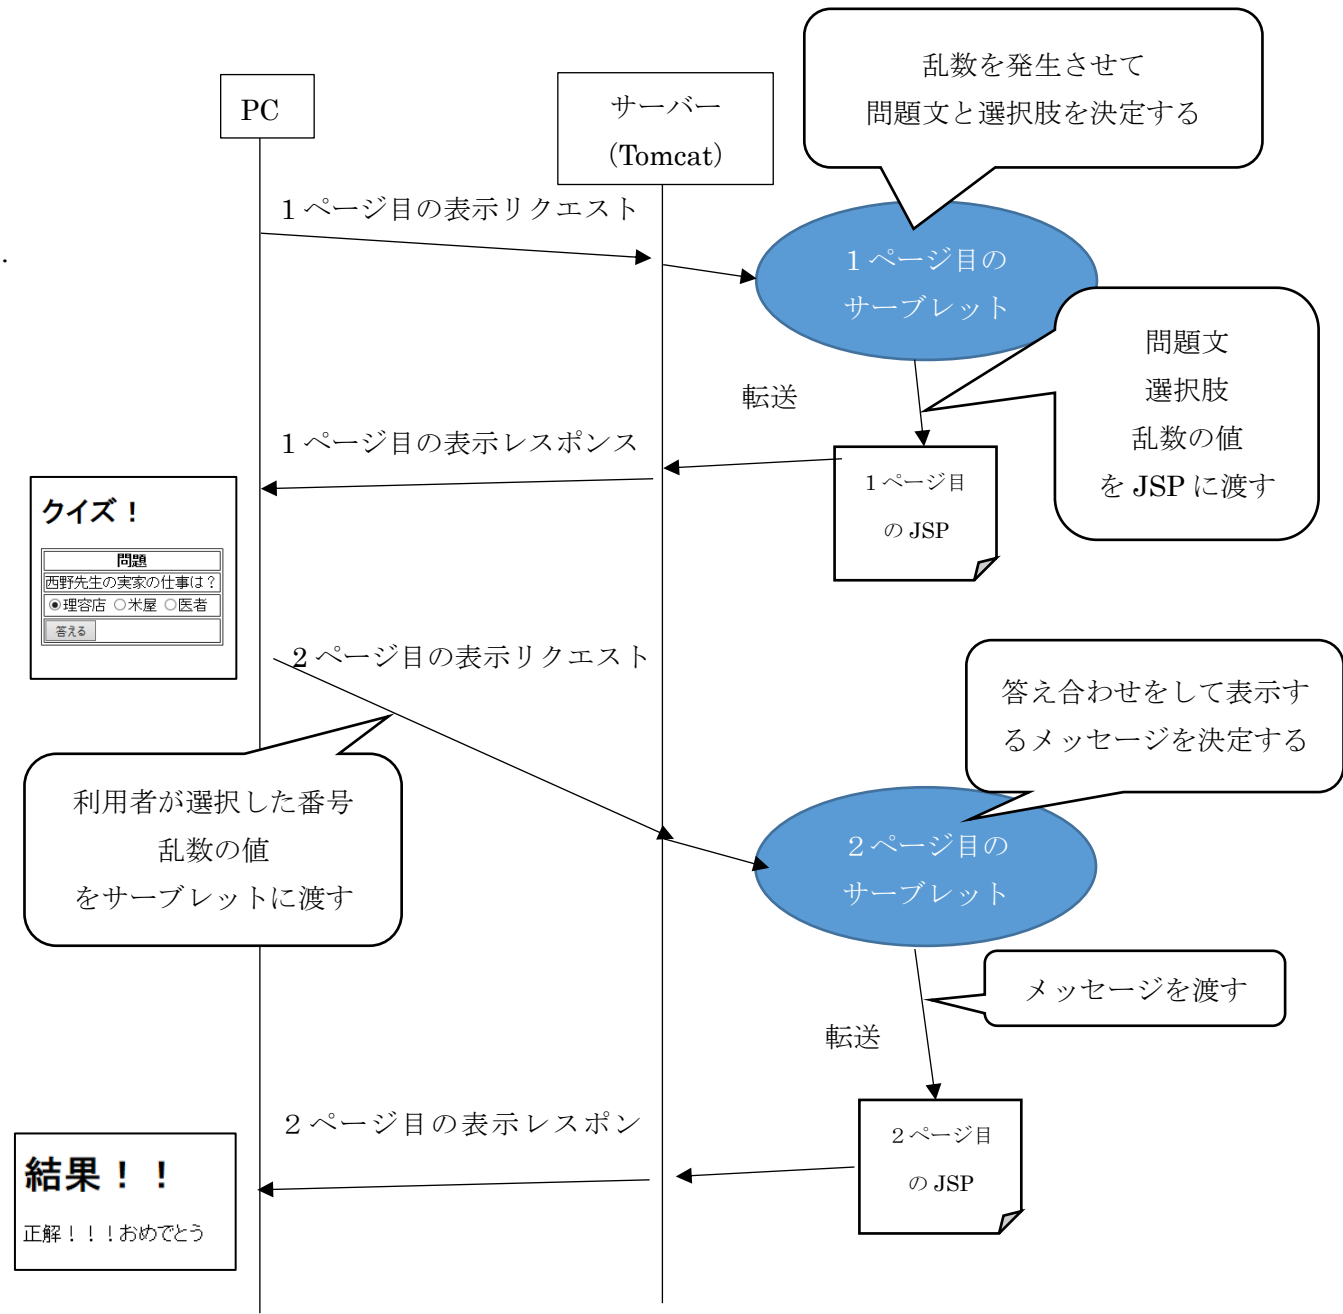 乱数を発生させて
問題文と選択肢を決定する
PC
サーバー
(Tomcat)
１ページ目の表示リクエスト
.
１ページ目の
サーブレット
問題文
選択肢
乱数の値
を JSP に渡す
転送
１ページ目の表示レスポンス
１ページ目
の JSP
クイズ！
問題
西野先生の実家の仕事は？
理容店 米屋 医者
答える
２ページ目の表示リクエスト
答え合わせをして表示す
るメッセージを決定する
利用者が選択した番号
乱数の値
をサーブレットに渡す
２ページ目の
サーブレット
メッセージを渡す
転送
２ページ目の表示レスポン
２ページ目
の JSP
結果！！
正解！！！おめでとう